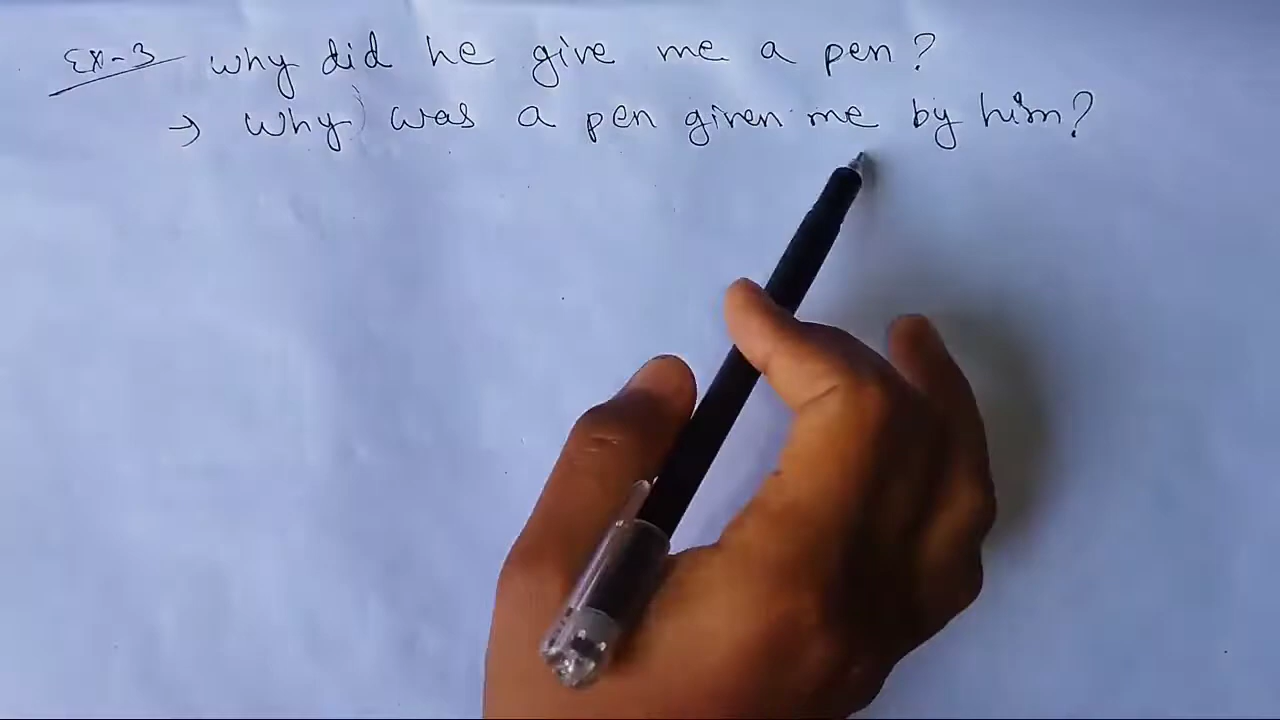 Ex-3 why did he give me a pen?
→ Why was a pen given me by him?